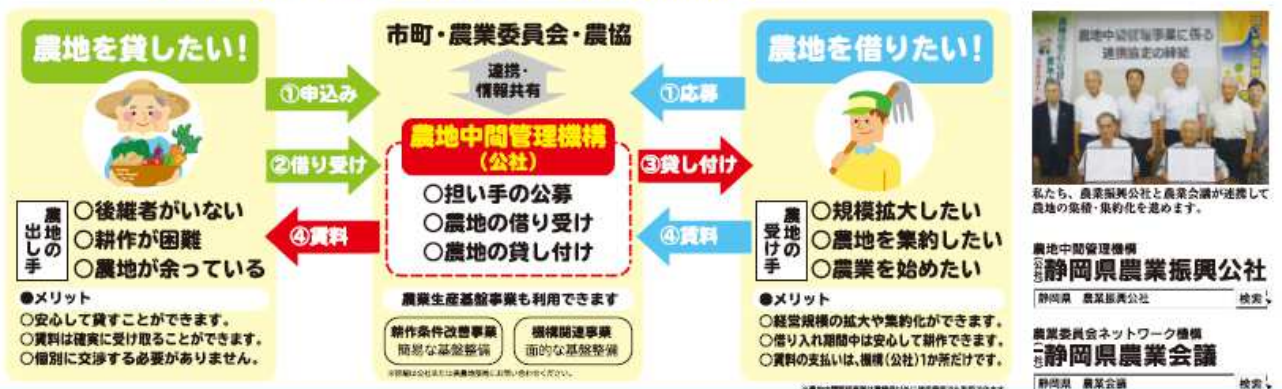 農地を貸したい!
農地の出し手
○後継者がいない
○耕作が困難
○農地が余っている
●メリット
○安心して貸すことができます。
○賃料は確実に受け取ることができます。
○個別に交渉する必要がありません。
①申込み
②借り受け
④賃料
市町・農業委員会・農協
連携・
情報共有
農地中間管理機構
(公社)
○担い手の公募
○農地の借り受け
○農地の貸し付け
農業生産基盤事業も利用できます
耕作条件改善事業
簡易な基盤整備
機構関連事業
面的な基盤整備
①応募
③貸し付け
④賃料
農地を借りたい!
農地の受け手
○規模拡大したい
○農地を集約したい
○農業を始めたい
●メリット
○経営規模の拡大や集約化ができます。
○借り入れ期間中は安心して耕作できます。
○賃料の支払いは、機構(公社)1か所だけです。
農地中間管理事業に係る
連携協定の締結
私たち、農業振興公社と農業会議が連携して
農地の集積・集約化を進めます。
農地中間管理機構
(公社)静岡県農業振興公社
静岡県 農業振興公社 検索
農業委員会ネットワーク機構
(一社)静岡県農業会議
静岡県 農業会議 検索